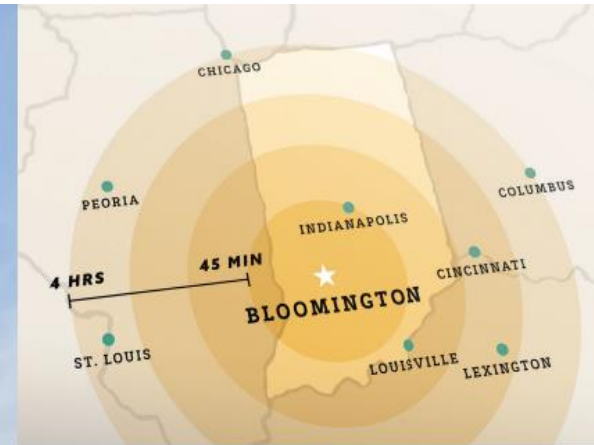 CHICAGO
PEORIA
COLUMBUS
INDIANAPOLIS
CINCINNATI
4 HRS
45 MIN
BLOOMINGTON
ST. LOUIS
LOUISVILLE
LEXINGTON